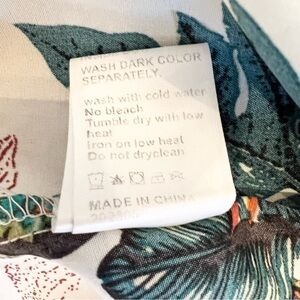 WASH DARK COLOR
SEPARATELY.
wash with cold water
No bleach
Tumble dry with low
heat
Iron on low heat
Do not dryclean
MADE IN CHINA